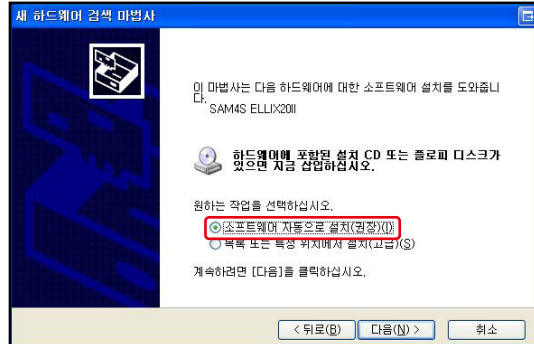 새 하드웨어 검색 마법사
이 마법사는 다음 하드웨어에 대한 소프트웨어 설치를 도와줍니
다.
SAM4S ELLIX20II
하드웨어에 포함된 설치 CD 또는 플로피 디스크가
있으면 지금 삽입하십시오.
원하는 작업을 선택하십시오.
소프트웨어 자동으로 설치(권장)(I)
목록 또는 특정 위치에서 설치(고급)(S)
계속하려면 [다음]을 클릭하십시오.
< 뒤로(B) 다음(N) > 취소